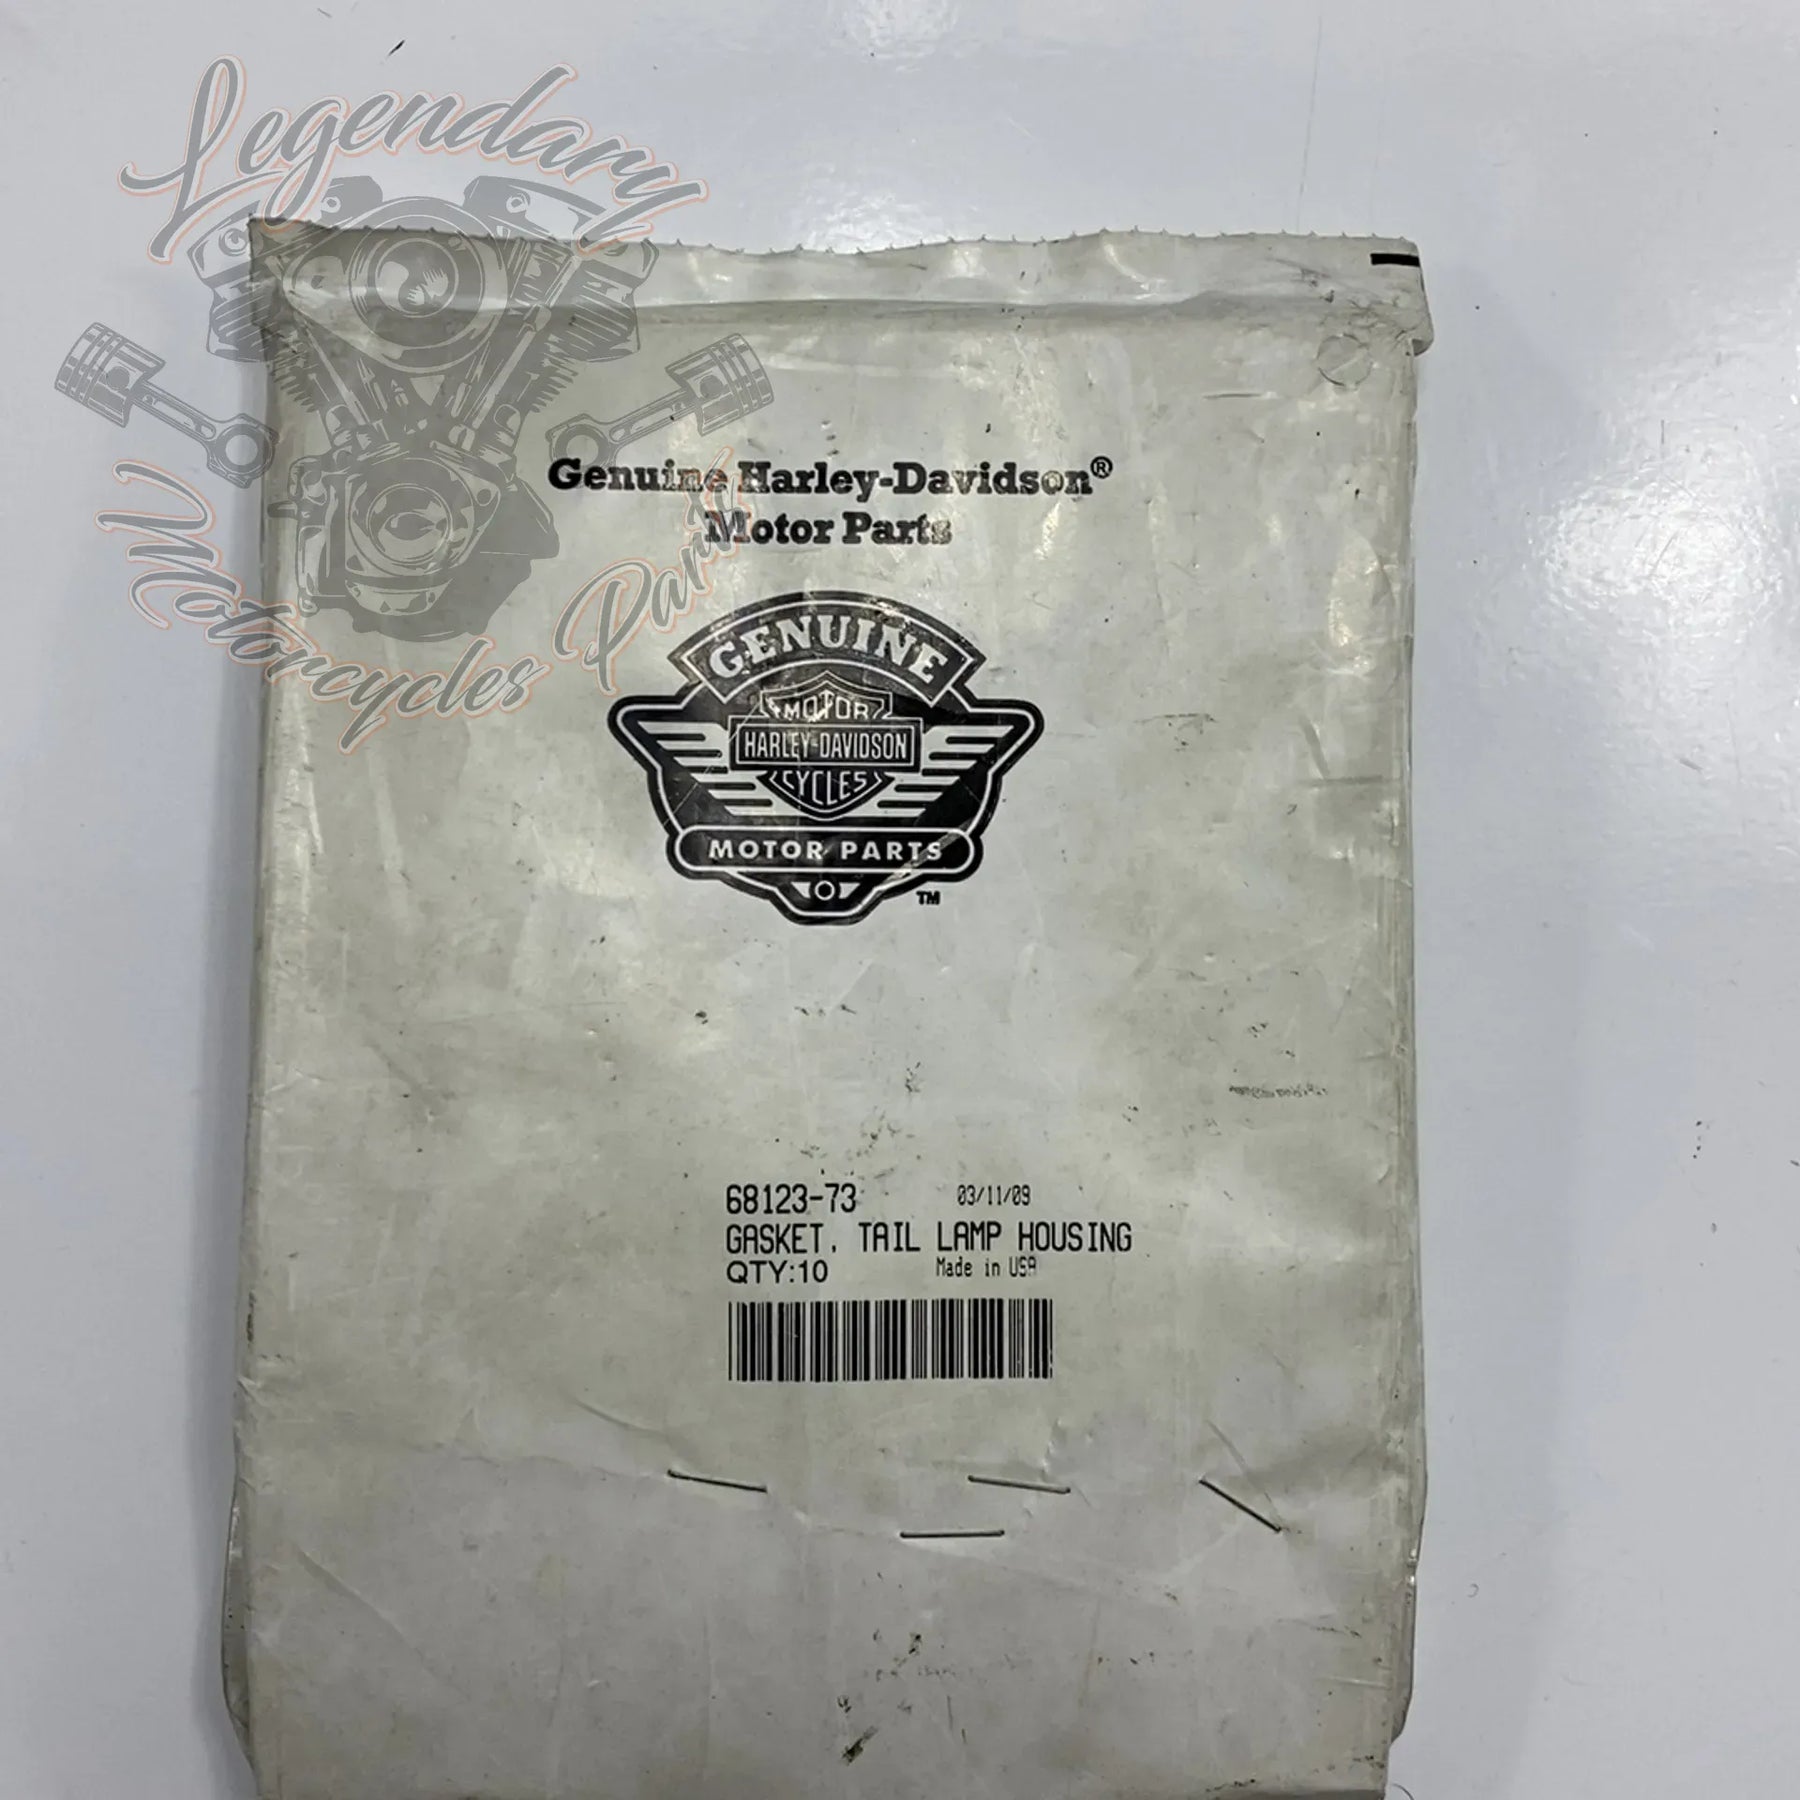 Legendary
Motorcycles Parts
Genuine Harley-Davidson®
Motor Parts
GENUINE
MOTOR
HARLEY-DAVIDSON
CYCLES
MOTOR PARTS
TM
68123-73 03/11/09
GASKET, TAIL LAMP HOUSING
QTY:10 Made in USA